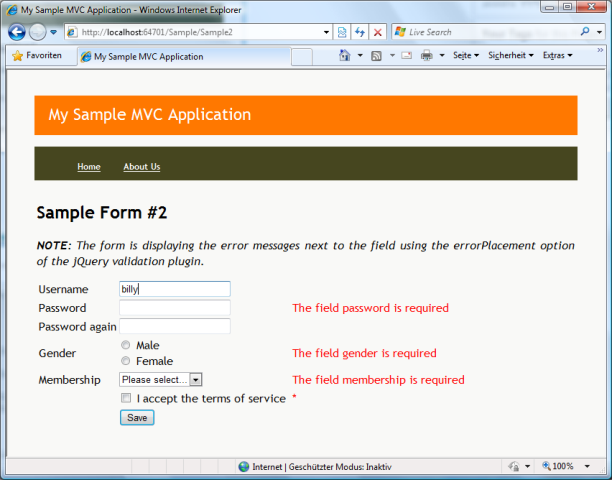 My Sample MVC Application - Windows Internet Explorer
http://localhost:64701/Sample/Sample2
Live Search
Favoriten
My Sample MVC Application
Seite
Sicherheit
Extras
My Sample MVC Application
Home About Us
Sample Form #2
NOTE: The form is displaying the error messages next to the field using the errorPlacement option
of the jQuery validation plugin.
Username billy
Password The field password is required
Password again
Gender Male The field gender is required
Female
Membership Please select... The field membership is required
I accept the terms of service *
Save
Internet | Geschützter Modus: Inaktiv 100%